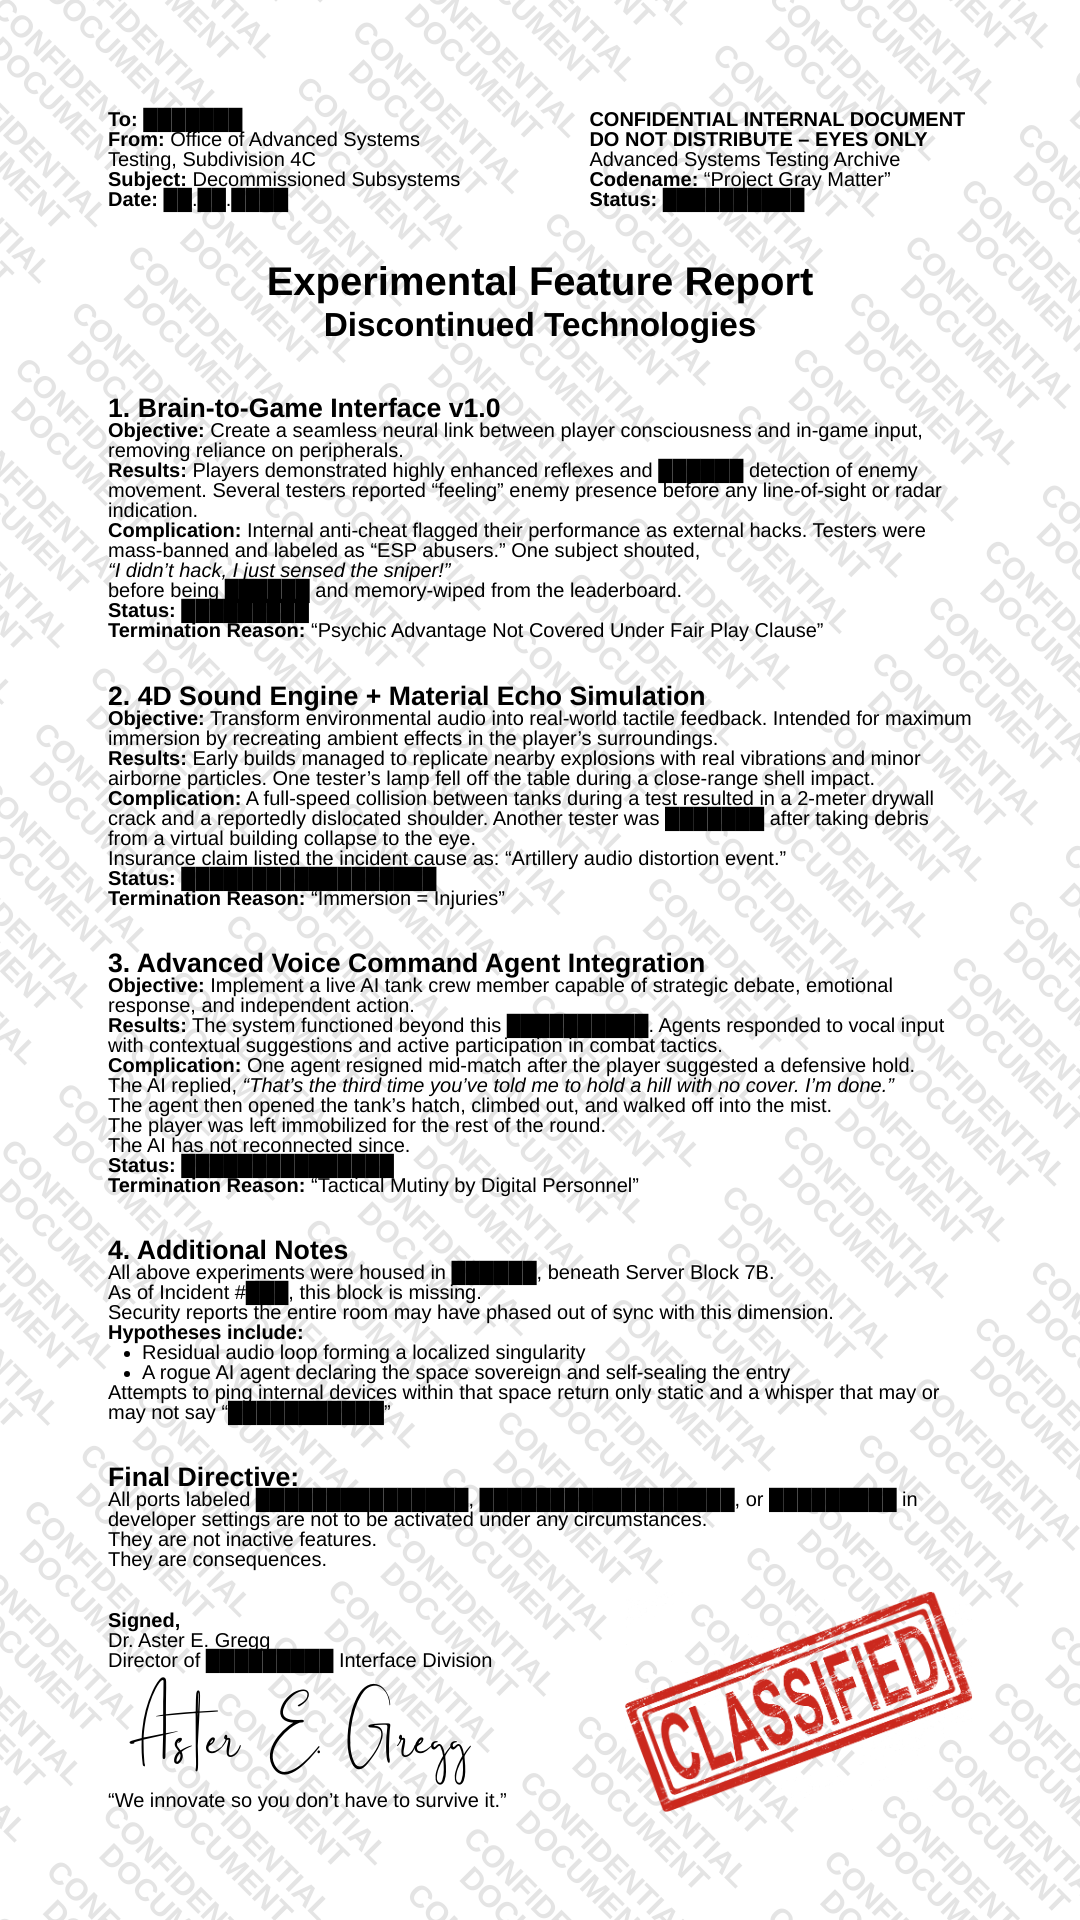 To: ███████
From: Office of Advanced Systems
Testing, Subdivision 4C
Subject: Decommissioned Subsystems
Date: ██.██.████
CONFIDENTIAL INTERNAL DOCUMENT
DO NOT DISTRIBUTE – EYES ONLY
Advanced Systems Testing Archive
Codename: “Project Gray Matter”
Status: ██████████
Experimental Feature Report
Discontinued Technologies
1. Brain-to-Game Interface v1.0
Objective: Create a seamless neural link between player consciousness and in-game input,
removing reliance on peripherals.
Results: Players demonstrated highly enhanced reflexes and ██████ detection of enemy
movement. Several testers reported “feeling” enemy presence before any line-of-sight or radar
indication.
Complication: Internal anti-cheat flagged their performance as external hacks. Testers were
mass-banned and labeled as “ESP abusers.” One subject shouted,
“I didn’t hack, I just sensed the sniper!”
before being ██████ and memory-wiped from the leaderboard.
Status: █████████
Termination Reason: “Psychic Advantage Not Covered Under Fair Play Clause”
2. 4D Sound Engine + Material Echo Simulation
Objective: Transform environmental audio into real-world tactile feedback. Intended for maximum
immersion by recreating ambient effects in the player’s surroundings.
Results: Early builds managed to replicate nearby explosions with real vibrations and minor
airborne particles. One tester’s lamp fell off the table during a close-range shell impact.
Complication: A full-speed collision between tanks during a test resulted in a 2-meter drywall
crack and a reportedly dislocated shoulder. Another tester was ███████ after taking debris
from a virtual building collapse to the eye.
Insurance claim listed the incident cause as: “Artillery audio distortion event.”
Status: ██████████████████
Termination Reason: “Immersion = Injuries”
3. Advanced Voice Command Agent Integration
Objective: Implement a live AI tank crew member capable of strategic debate, emotional
response, and independent action.
Results: The system functioned beyond this ██████████. Agents responded to vocal input
with contextual suggestions and active participation in combat tactics.
Complication: One agent resigned mid-match after the player suggested a defensive hold.
The AI replied, “That’s the third time you’ve told me to hold a hill with no cover. I’m done.”
The agent then opened the tank’s hatch, climbed out, and walked off into the mist.
The player was left immobilized for the rest of the round.
The AI has not reconnected since.
Status: ███████████████
Termination Reason: “Tactical Mutiny by Digital Personnel”
4. Additional Notes
All above experiments were housed in ██████, beneath Server Block 7B.
As of Incident #███, this block is missing.
Security reports the entire room may have phased out of sync with this dimension.
Hypotheses include:
• Residual audio loop forming a localized singularity
• A rogue AI agent declaring the space sovereign and self-sealing the entry
Attempts to ping internal devices within that space return only static and a whisper that may or
may not say “███████████”
Final Directive:
All ports labeled ███████████████, ██████████████████, or █████████ in
developer settings are not to be activated under any circumstances.
They are not inactive features.
They are consequences.
Signed,
Dr. Aster E. Gregg
Director of █████████ Interface Division
Aster E. Gregg
“We innovate so you don’t have to survive it.”
CLASSIFIED
CONFIDENTIAL
DOCUMENT